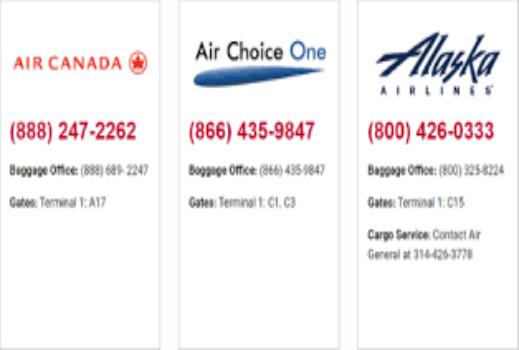 AIR CANADA
(888) 247-2262
Baggage Office: (888) 689- 2247
Gates: Terminal 1: A17
Air Choice One
(866) 435-9847
Baggage Office: (866) 435-9847
Gates: Terminal 1: C1, C3
Alaska
AIRLINES
(800) 426-0333
Baggage Office: (800) 325-8224
Gates: Terminal 1: C15
Cargo Service: Contact Air
General at 314-426-3778